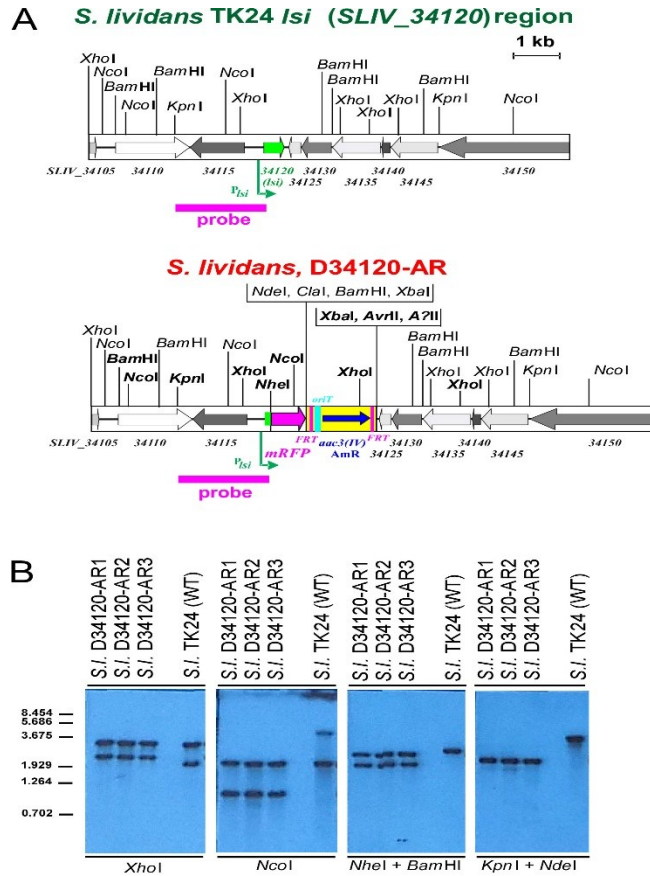 A
S. lividans TK24 lsi (SLIV_34120) region
1 kb
XhoI
NcoI
BamHI
NcoI
BamHI
KpnI
NcoI
XhoI
BamHI
BamHI
XhoI
XhoI
XhoI
BamHI
KpnI
NcoI
SLIV_34105 34110 34115 34120 (lsi) 34125 34130 34135 34140 34145 34150
Plsi
probe
S. lividans, D34120-AR
NdeI, ClaI, BamHI, XbaI
XbaI, AvrII, A?II
XhoI
NcoI
BamHI
NcoI
BamHI
KpnI
NcoI
XhoI
NheI
NcoI
XhoI
BamHI
BamHI
XhoI
XhoI
XhoI
BamHI
KpnI
NcoI
oriT
SLIV_34105 34110 34115 FRT aac3(IV) FRT 34125 34130 34135 34140 34145 34150
Plsi
mRFP
AmR
probe
B
S.l. D34120-AR1
S.l. D34120-AR2
S.l. D34120-AR3
S.l. TK24 (WT)
S.l. D34120-AR1
S.l. D34120-AR2
S.l. D34120-AR3
S.l. TK24 (WT)
S.l. D34120-AR1
S.l. D34120-AR2
S.l. D34120-AR3
S.l. TK24 (WT)
S.l. D34120-AR1
S.l. D34120-AR2
S.l. D34120-AR3
S.l. TK24 (WT)
8.454
5.686
3.675
1.929
1.264
0.702
XhoI
NcoI
NheI + BamHI
KpnI + NdeI